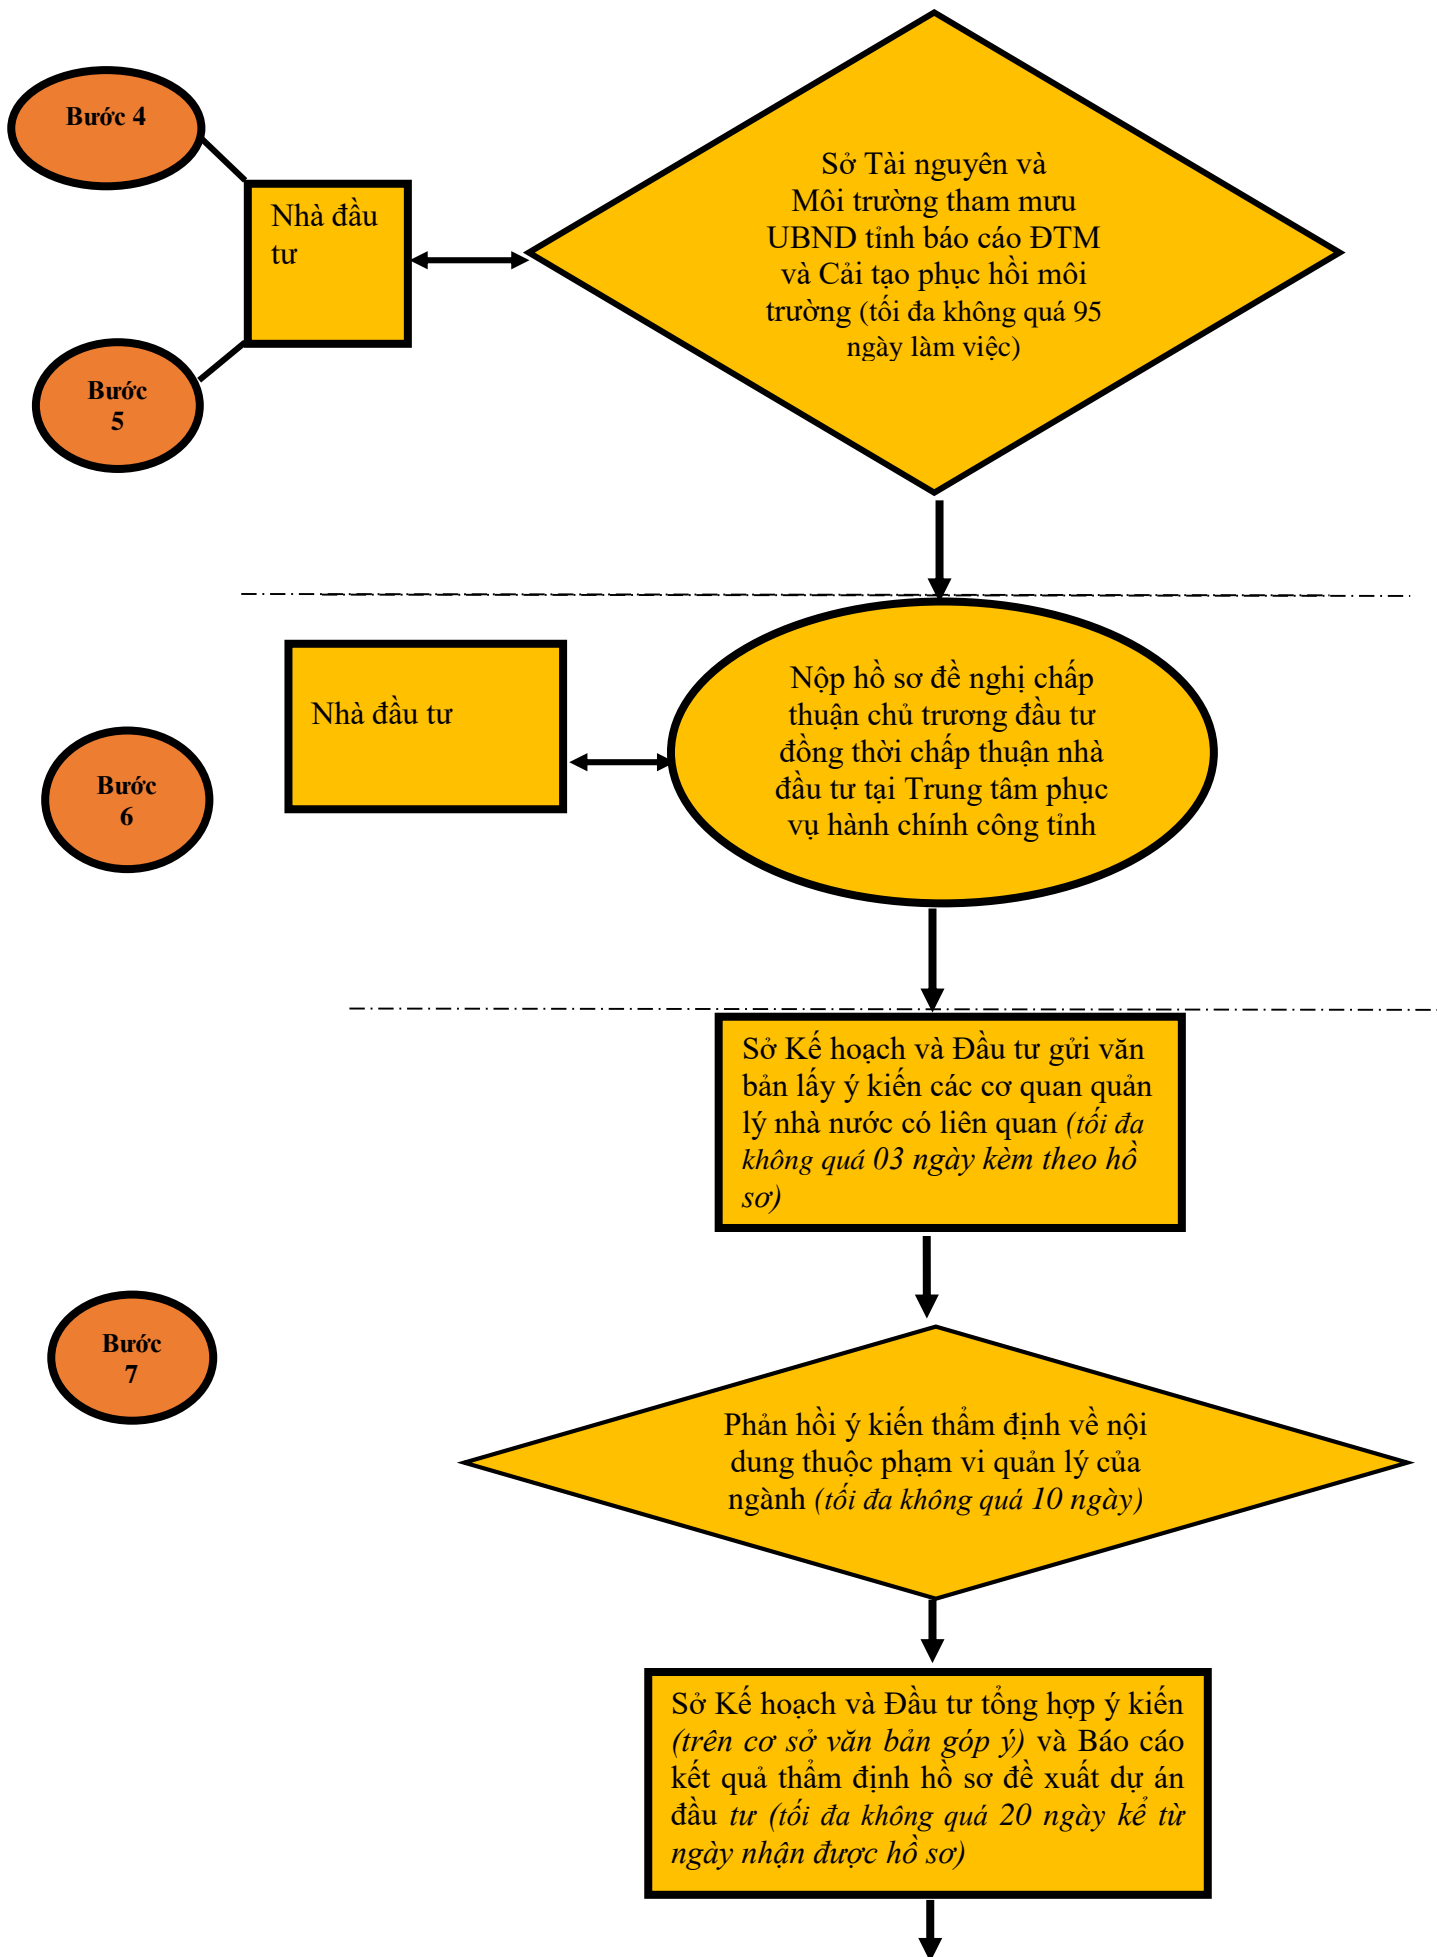 Bước 4
Nhà đầu
tư
Sở Tài nguyên và
Môi trường tham mưu
UBND tỉnh báo cáo ĐTM
và Cải tạo phục hồi môi
trường (tối đa không quá 95
ngày làm việc)
Bước
5
Nhà đầu tư
Nộp hồ sơ đề nghị chấp
thuận chủ trương đầu tư
đồng thời chấp thuận nhà
đầu tư tại Trung tâm phục
vụ hành chính công tỉnh
Bước
6
Sở Kế hoạch và Đầu tư gửi văn
bản lấy ý kiến các cơ quan quản
lý nhà nước có liên quan (tối đa
không quá 03 ngày kèm theo hồ
sơ)
Bước
7
Phản hồi ý kiến thẩm định về nội
dung thuộc phạm vi quản lý của
ngành (tối đa không quá 10 ngày)
Sở Kế hoạch và Đầu tư tổng hợp ý kiến
(trên cơ sở văn bản góp ý) và Báo cáo
kết quả thẩm định hồ sơ đề xuất dự án
đầu tư (tối đa không quá 20 ngày kể từ
ngày nhận được hồ sơ)